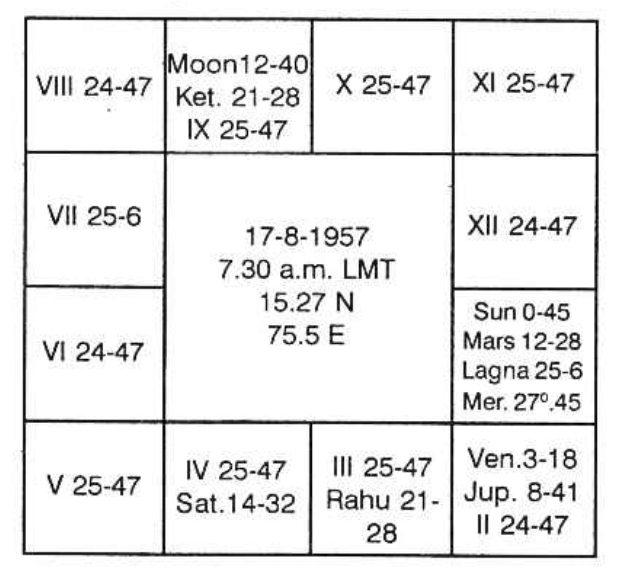 VIII 24-47
Moon12-40
Ket. 21-28
IX 25-47
X 25-47
XI 25-47
VII 25-6
17-8-1957
7.30 a.m. LMT
15.27 N
75.5 E
XII 24-47
VI 24-47
Sun 0-45
Mars 12-28
Lagna 25-6
Mer. 27º.45
V 25-47
IV 25-47
Sat.14-32
III 25-47
Rahu 21-
28
Ven.3-18
Jup. 8-41
II 24-47